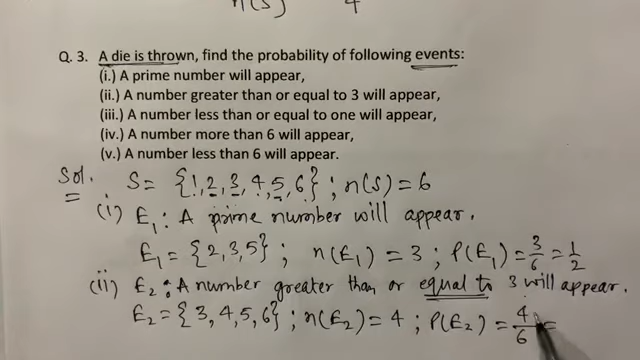 n(S) 4
Q. 3. A die is thrown, find the probability of following events:
(i.) A prime number will appear,
(ii.) A number greater than or equal to 3 will appear,
(iii.) A number less than or equal to one will appear,
(iv.) A number more than 6 will appear,
(v.) A number less than 6 will appear.
Sol. S = {1, 2, 3, 4, 5, 6} ; n(S) = 6
(i) E₁ : A prime number will appear.
E₁ = {2, 3, 5} ; n(E₁) = 3 ; P(E₁) = 3/6 = 1/2
(ii) E₂ : A number greater than or equal to 3 will appear.
E₂ = {3, 4, 5, 6} ; n(E₂) = 4 ; P(E₂) = 4/6 =